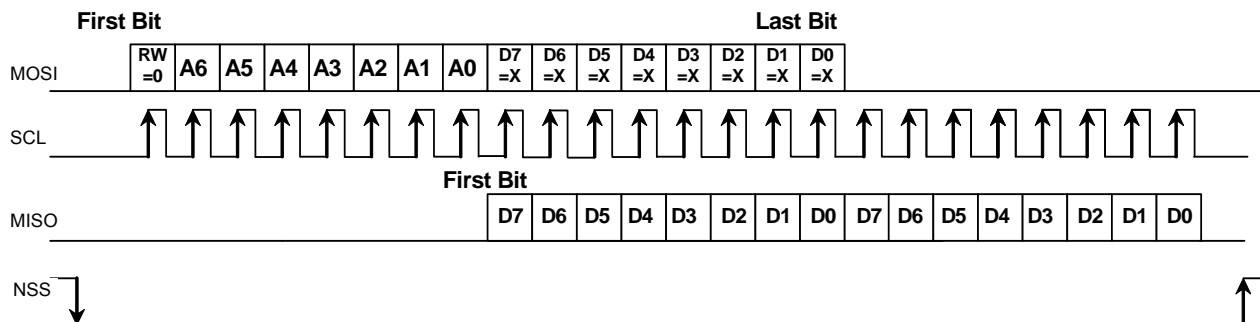 First Bit Last Bit
MOSI RW =0 A6 A5 A4 A3 A2 A1 A0 D7 =X D6 =X D5 =X D4 =X D3 =X D2 =X D1 =X D0 =X
SCL
First Bit
MISO D7 D6 D5 D4 D3 D2 D1 D0 D7 D6 D5 D4 D3 D2 D1 D0
NSS